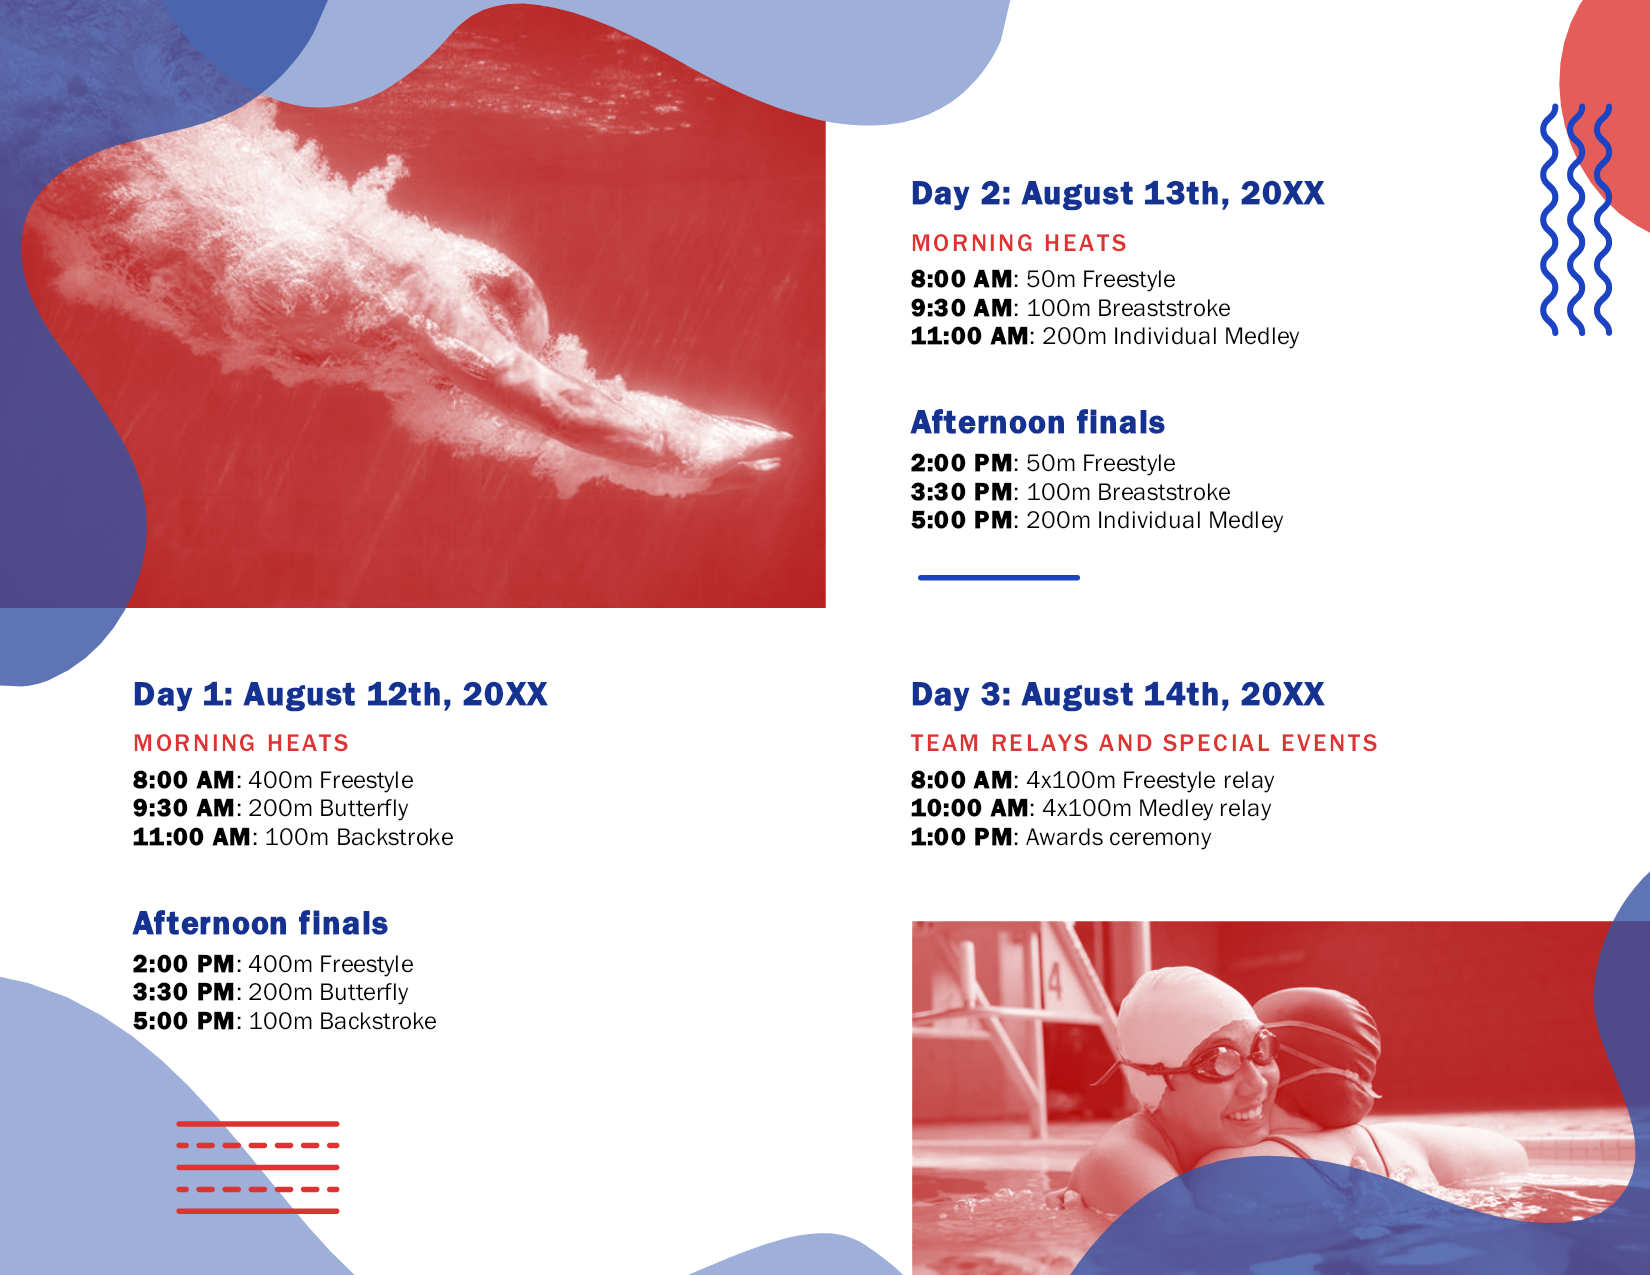 Day 1: August 12th, 20XX
MORNING HEATS
8:00 AM: 400m Freestyle
9:30 AM: 200m Butterfly
11:00 AM: 100m Backstroke
Afternoon finals
2:00 PM: 400m Freestyle
3:30 PM: 200m Butterfly
5:00 PM: 100m Backstroke
Day 2: August 13th, 20XX
MORNING HEATS
8:00 AM: 50m Freestyle
9:30 AM: 100m Breaststroke
11:00 AM: 200m Individual Medley
Afternoon finals
2:00 PM: 50m Freestyle
3:30 PM: 100m Breaststroke
5:00 PM: 200m Individual Medley
Day 3: August 14th, 20XX
TEAM RELAYS AND SPECIAL EVENTS
8:00 AM: 4x100m Freestyle relay
10:00 AM: 4x100m Medley relay
1:00 PM: Awards ceremony
4